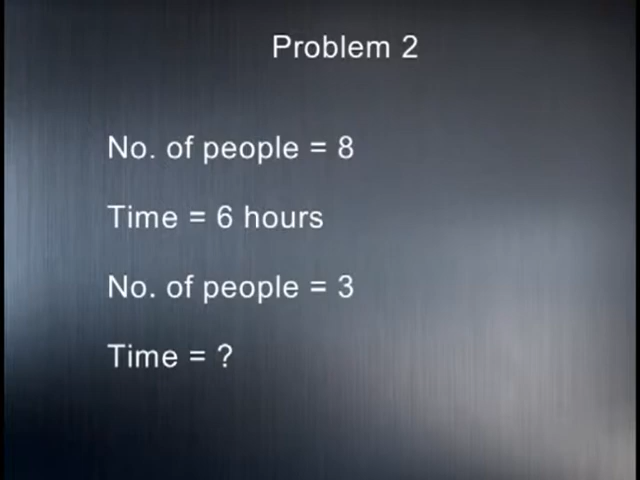 Problem 2
No. of people = 8
Time = 6 hours
No. of people = 3
Time = ?